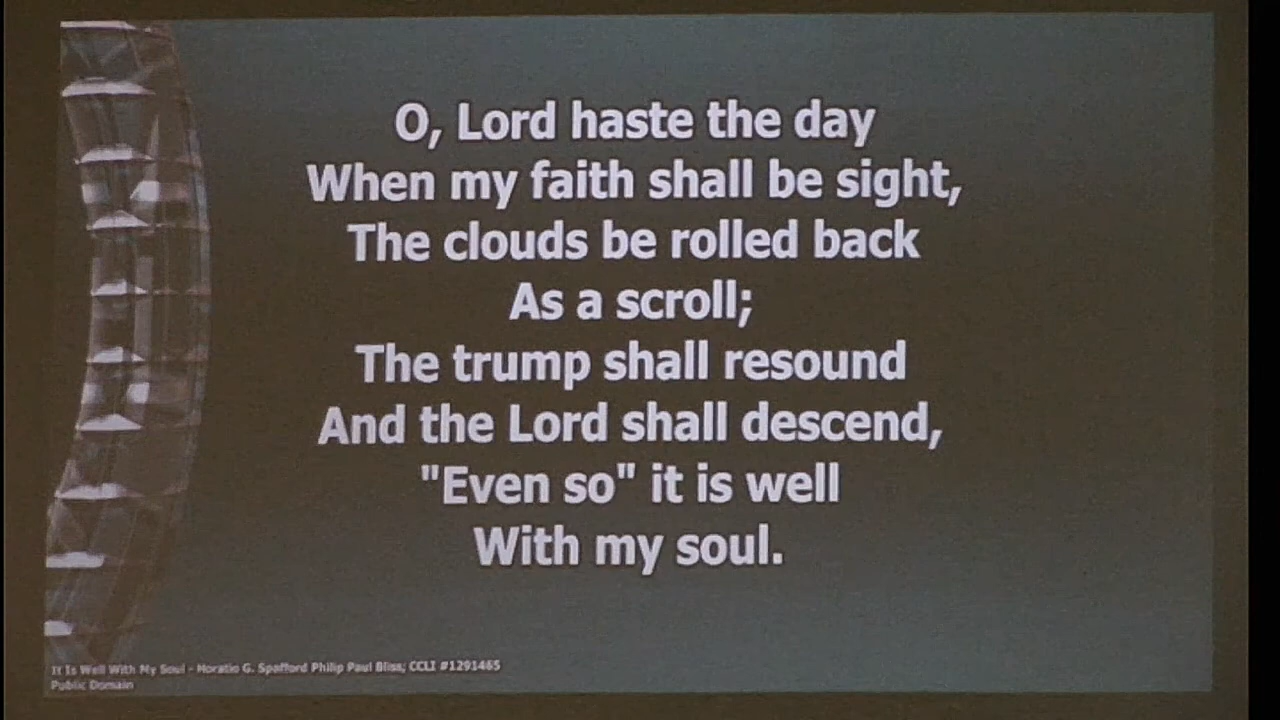 O, Lord haste the day
When my faith shall be sight,
The clouds be rolled back
As a scroll;
The trump shall resound
And the Lord shall descend,
"Even so" it is well
With my soul.
It Is Well With My Soul - Horatio G. Spafford Philip Paul Bliss; CCLI #1291465
Public Domain